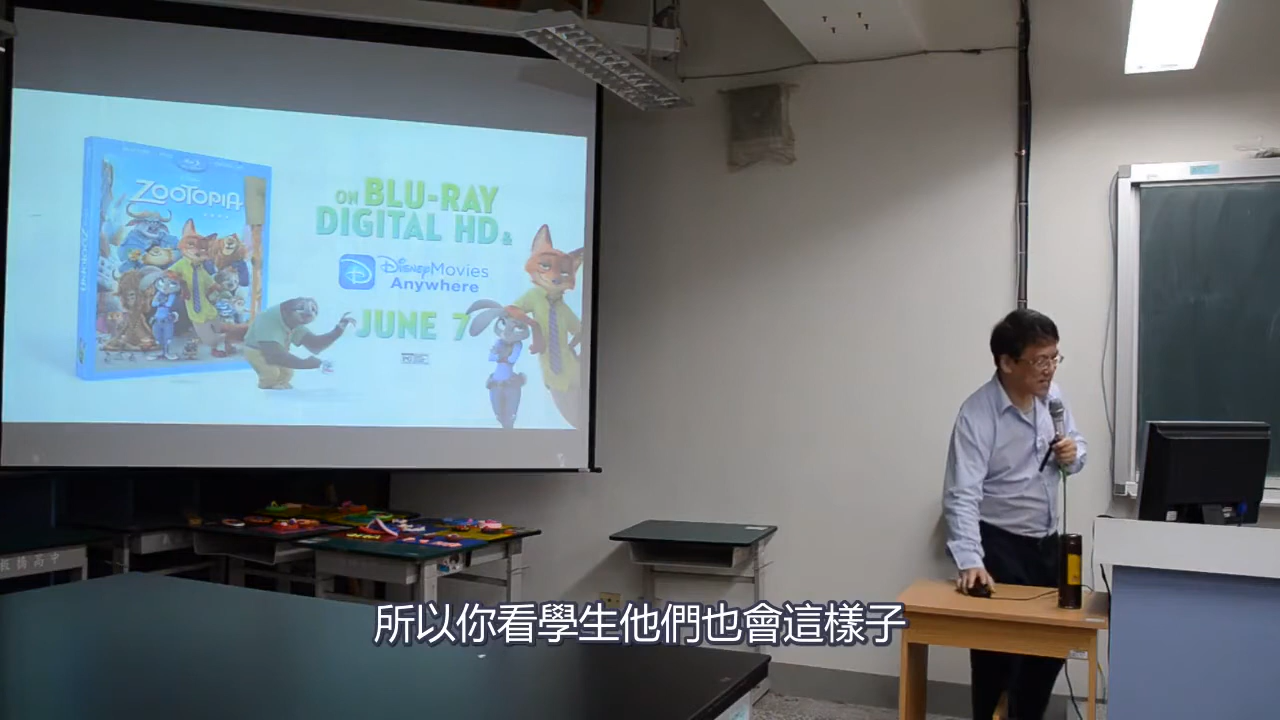 ZOOTOPIA
ON BLU-RAY
DIGITAL HD &
Disney Movies
Anywhere
JUNE 7
所以你看學生他們也會這樣子